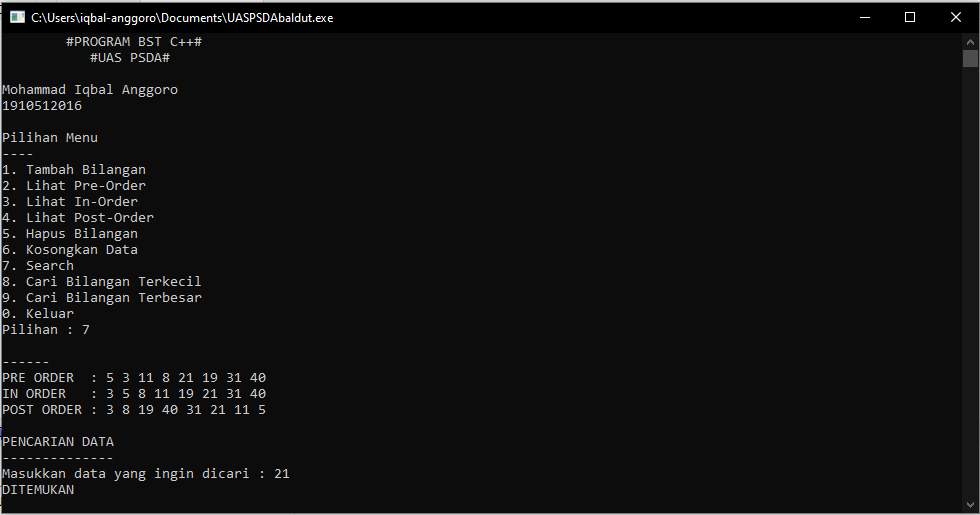 C:\Users\iqbal-anggoro\Documents\UASPSDAbaldut.exe
#PROGRAM BST C++#
#UAS PSDA#
Mohammad Iqbal Anggoro
1910512016
Pilihan Menu
----
1. Tambah Bilangan
2. Lihat Pre-Order
3. Lihat In-Order
4. Lihat Post-Order
5. Hapus Bilangan
6. Kosongkan Data
7. Search
8. Cari Bilangan Terkecil
9. Cari Bilangan Terbesar
0. Keluar
Pilihan : 7
------
PRE ORDER  : 5 3 11 8 21 19 31 40
IN ORDER   : 3 5 8 11 19 21 31 40
POST ORDER : 3 8 19 40 31 21 11 5
PENCARIAN DATA
--------------
Masukkan data yang ingin dicari : 21
DITEMUKAN